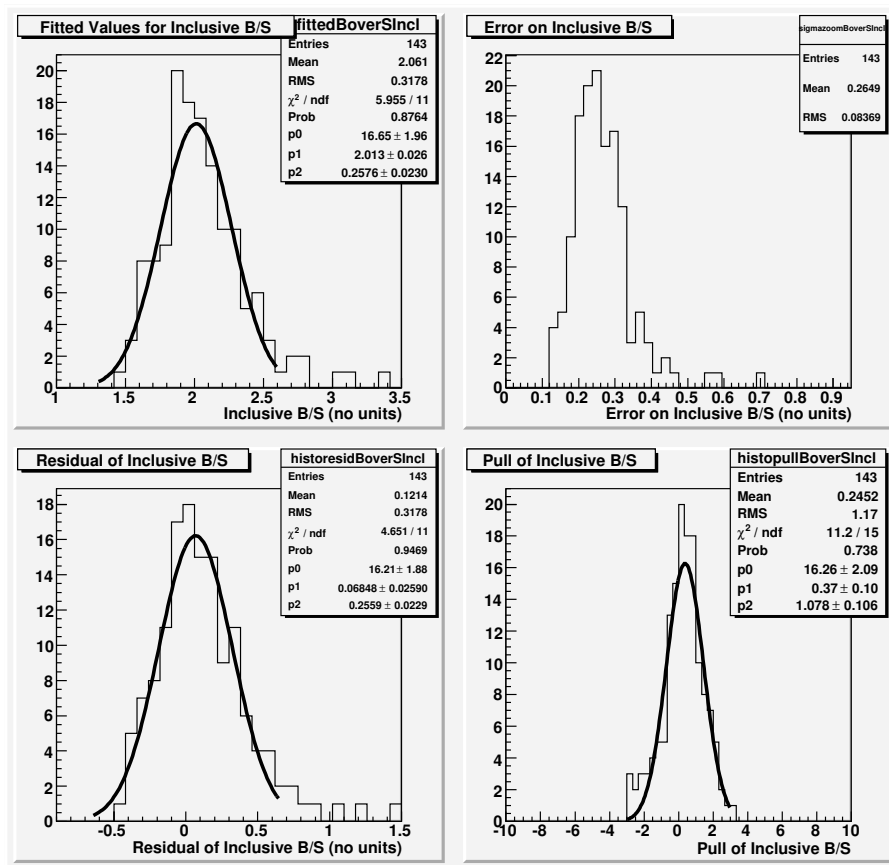 Fitted Values for Inclusive B/S
fittedBoverSIncl
Entries 143
Mean 2.061
RMS 0.3178
χ² / ndf 5.955 / 11
Prob 0.8764
p0 16.65 ± 1.96
p1 2.013 ± 0.026
p2 0.2576 ± 0.0230
20
18
16
14
12
10
8
6
4
2
0
1 1.5 2 2.5 3 3.5
Inclusive B/S (no units)
Error on Inclusive B/S
sigmazoomBoverSIncl
Entries 143
Mean 0.2649
RMS 0.08369
22
20
18
16
14
12
10
8
6
4
2
0
0 0.1 0.2 0.3 0.4 0.5 0.6 0.7 0.8 0.9
Error on Inclusive B/S (no units)
Residual of Inclusive B/S
historesidBoverSIncl
Entries 143
Mean 0.1214
RMS 0.3178
χ² / ndf 4.651 / 11
Prob 0.9469
p0 16.21 ± 1.88
p1 0.06848 ± 0.02590
p2 0.2559 ± 0.0229
18
16
14
12
10
8
6
4
2
0
-0.5 0 0.5 1 1.5
Residual of Inclusive B/S (no units)
Pull of Inclusive B/S
histopullBoverSIncl
Entries 143
Mean 0.2452
RMS 1.17
χ² / ndf 11.2 / 15
Prob 0.738
p0 16.26 ± 2.09
p1 0.37 ± 0.10
p2 1.078 ± 0.106
20
18
16
14
12
10
8
6
4
2
0
-10 -8 -6 -4 -2 0 2 4 6 8 10
Pull of Inclusive B/S